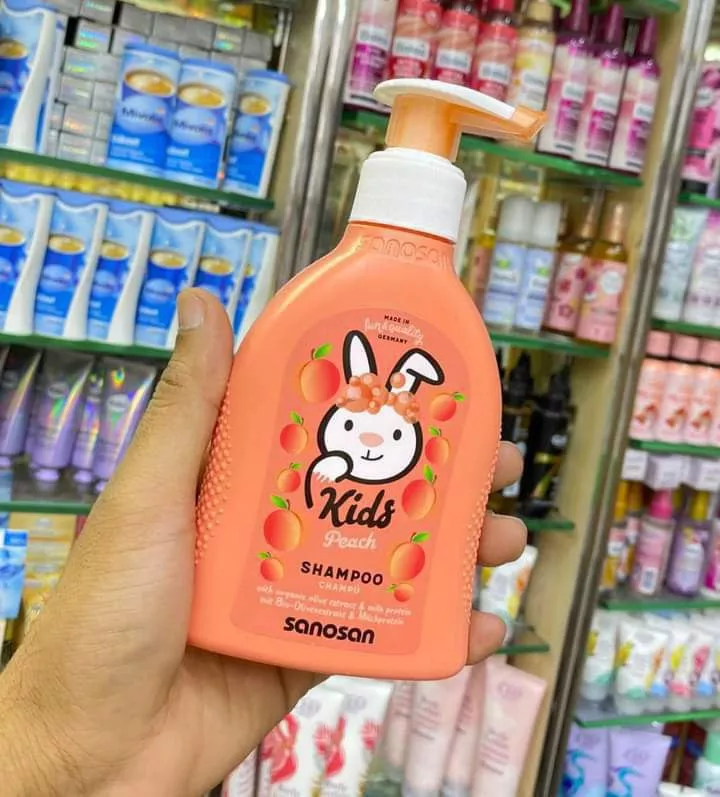 sanosan
MADE IN
fun & quality
GERMANY
Kids
Peach
SHAMPOO
CHAMPÚ
with organic olive extract & milk protein
mit Bio-Olivenextrakt & Milchprotein
sanosan